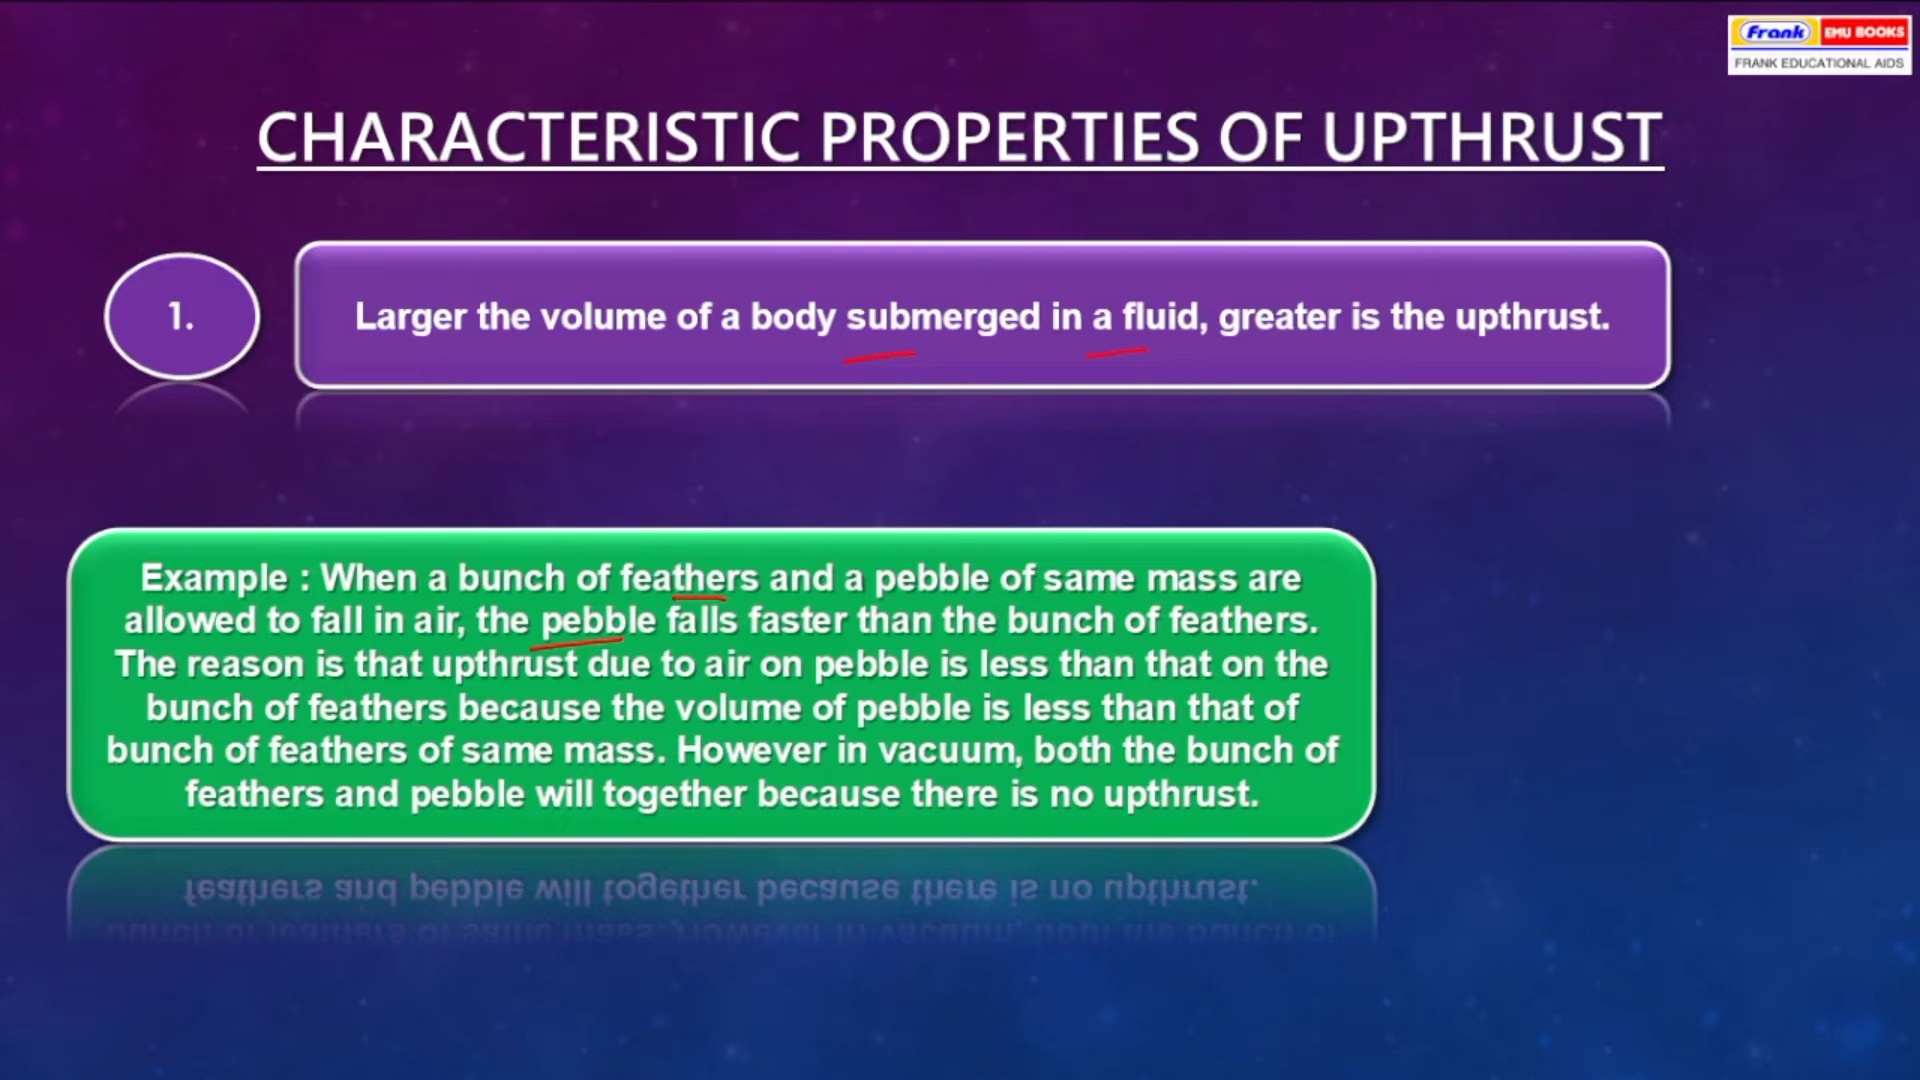 Frank EMU BOOKS
FRANK EDUCATIONAL AIDS
CHARACTERISTIC PROPERTIES OF UPTHRUST
1.
Larger the volume of a body submerged in a fluid, greater is the upthrust.
Example : When a bunch of feathers and a pebble of same mass are
allowed to fall in air, the pebble falls faster than the bunch of feathers.
The reason is that upthrust due to air on pebble is less than that on the
bunch of feathers because the volume of pebble is less than that of
bunch of feathers of same mass. However in vacuum, both the bunch of
feathers and pebble will together because there is no upthrust.